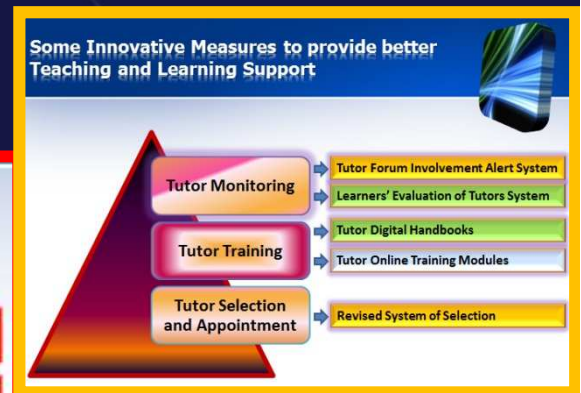 Some Innovative Measures to provide better
Teaching and Learning Support
Tutor Monitoring
Tutor Forum Involvement Alert System
Learners' Evaluation of Tutors System
Tutor Training
Tutor Digital Handbooks
Tutor Online Training Modules
Tutor Selection
and Appointment
Revised System of Selection